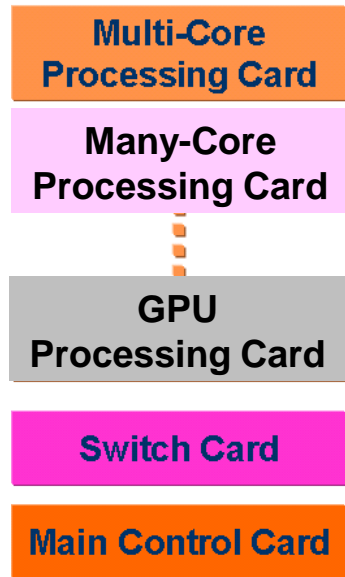 Multi-Core
Processing Card
Many-Core
Processing Card
GPU
Processing Card
Switch Card
Main Control Card